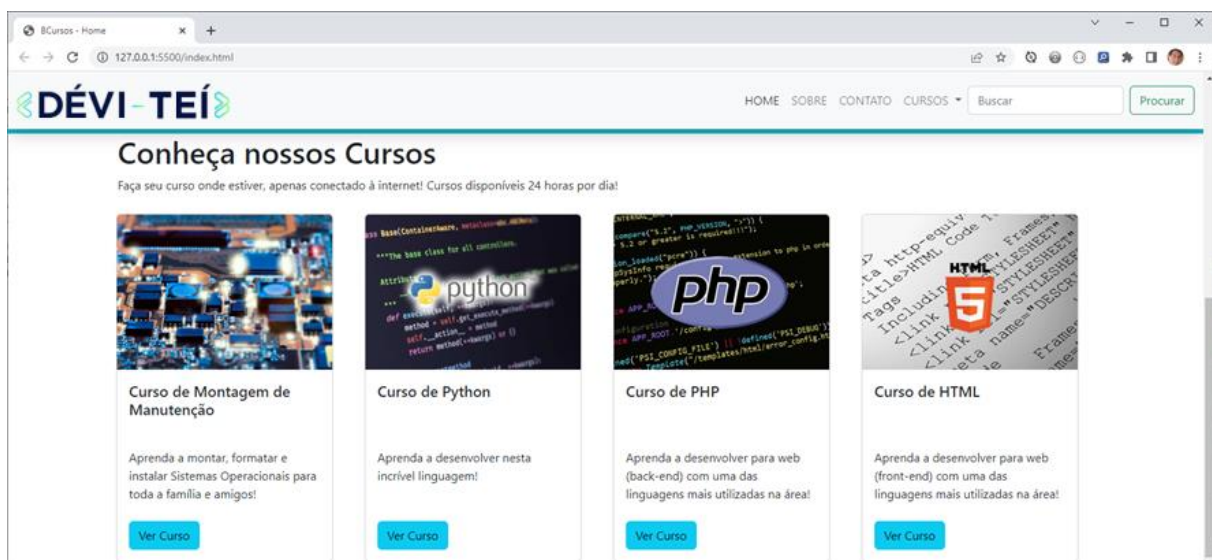 BCursos - Home
127.0.0.1:5500/index.html
DÉVI-TEÍ
HOME SOBRE CONTATO CURSOS Buscar Procurar
Conheça nossos Cursos
Faça seu curso onde estiver, apenas conectado à internet! Cursos disponíveis 24 horas por dia!
python
php
HTML
5
Curso de Montagem de
Manutenção
Aprenda a montar, formatar e
instalar Sistemas Operacionais para
toda a família e amigos!
Ver Curso
Curso de Python
Aprenda a desenvolver nesta
incrível linguagem!
Ver Curso
Curso de PHP
Aprenda a desenvolver para web
(back-end) com uma das
linguagens mais utilizadas na área!
Ver Curso
Curso de HTML
Aprenda a desenvolver para web
(front-end) com uma das
linguagens mais utilizadas na área!
Ver Curso